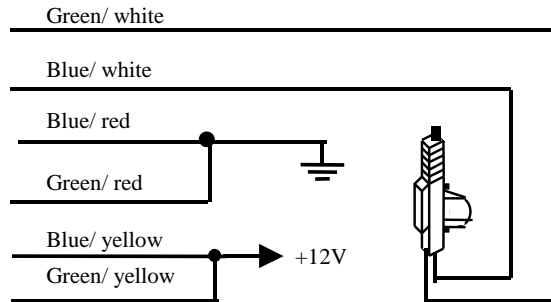 Green/ white
Blue/ white
Blue/ red
Green/ red
Blue/ yellow
+12V
Green/ yellow